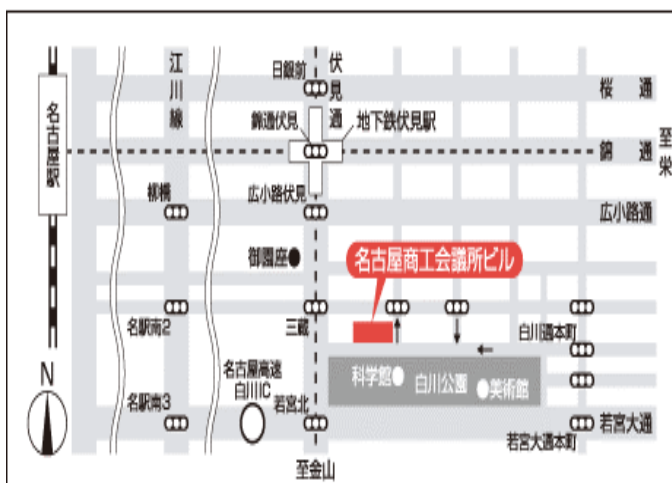 日銀前
伏見通
江川線
桜 通
名古屋駅
錦通伏見
地下鉄伏見駅
錦 通
至栄
柳橋
広小路伏見
広小路通
御園座
名古屋商工会議所ビル
名駅南2
三蔵
白川通本町
名古屋高速
白川IC
科学館
白川公園
美術館
N
名駅南3
若宮北
若宮大通
若宮大通本町
至金山